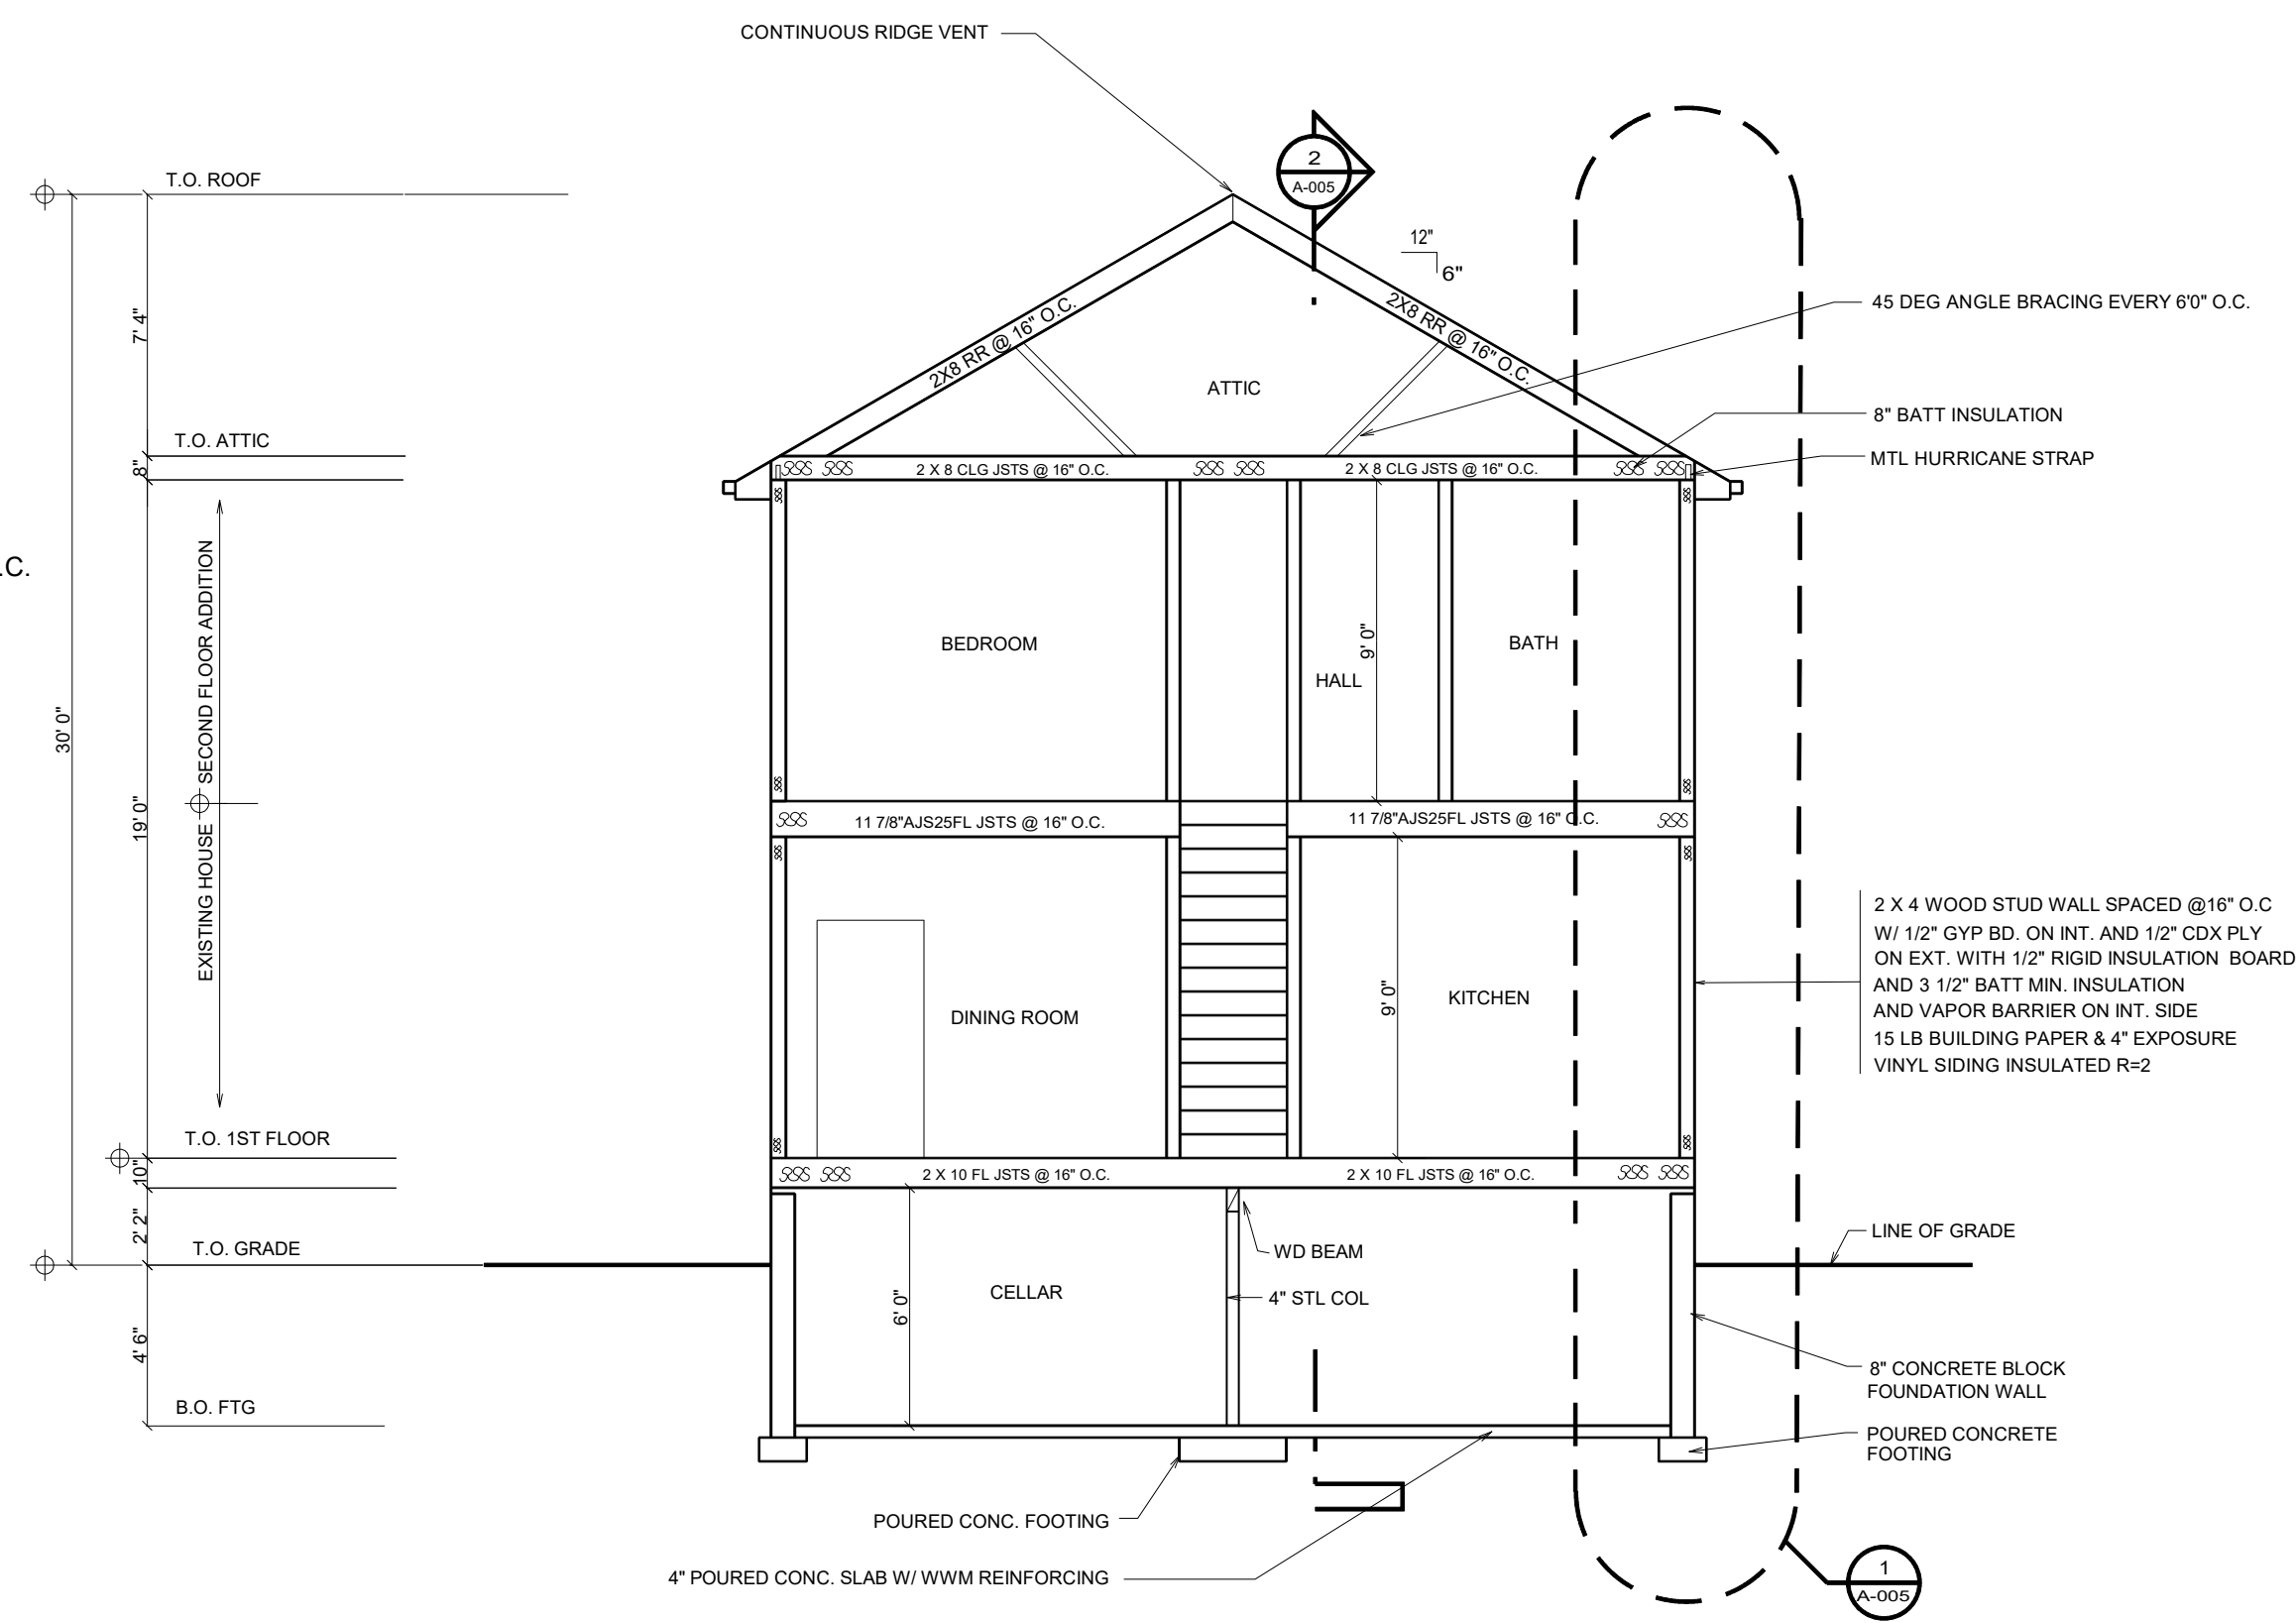 CONTINUOUS RIDGE VENT
2
A-005
T.O. ROOF
12"
6"
7' 4"
2X8 RR @ 16" O.C.
2X8 RR @ 16" O.C.
45 DEG ANGLE BRACING EVERY 6'0" O.C.
ATTIC
8" BATT INSULATION
T.O. ATTIC
8"
2 X 8 CLG JSTS @ 16" O.C.
2 X 8 CLG JSTS @ 16" O.C.
MTL HURRICANE STRAP
.C.
30' 0"
19' 0"
EXISTING HOUSE
SECOND FLOOR ADDITION
BEDROOM
HALL
9' 0"
BATH
11 7/8"AJS25FL JSTS @ 16" O.C.
11 7/8"AJS25FL JSTS @ 16" O.C.
DINING ROOM
9' 0"
KITCHEN
2 X 4 WOOD STUD WALL SPACED @16" O.C
W/ 1/2" GYP BD. ON INT. AND 1/2" CDX PLY
ON EXT. WITH 1/2" RIGID INSULATION BOARD
AND 3 1/2" BATT MIN. INSULATION
AND VAPOR BARRIER ON INT. SIDE
15 LB BUILDING PAPER & 4" EXPOSURE
VINYL SIDING INSULATED R=2
T.O. 1ST FLOOR
10"
2 X 10 FL JSTS @ 16" O.C.
2 X 10 FL JSTS @ 16" O.C.
2' 2"
T.O. GRADE
WD BEAM
LINE OF GRADE
CELLAR
6' 0"
4" STL COL
4' 6"
8" CONCRETE BLOCK
FOUNDATION WALL
B.O. FTG
POURED CONCRETE
FOOTING
POURED CONC. FOOTING
4" POURED CONC. SLAB W/ WWM REINFORCING
1
A-005